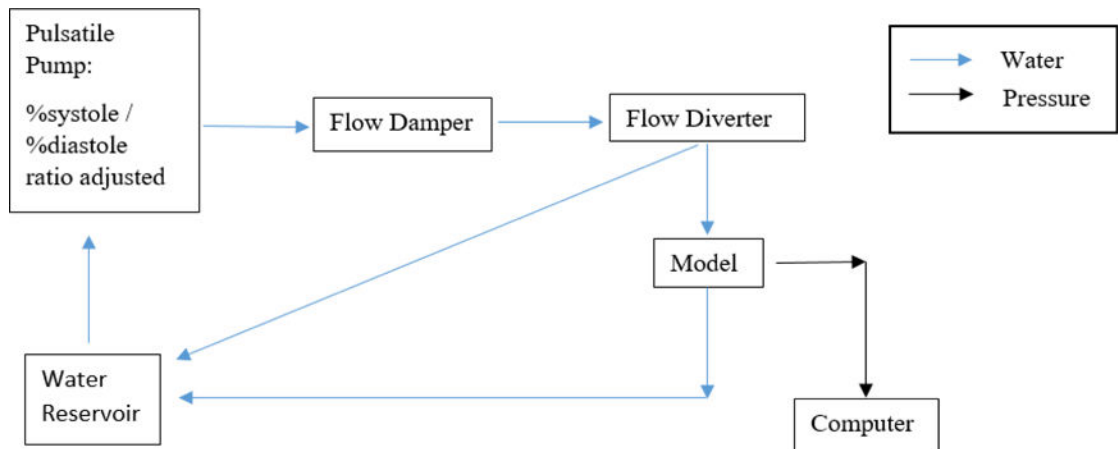 Pulsatile
Pump:
%systole /
%diastole
ratio adjusted
Flow Damper
Flow Diverter
Water
Pressure
Model
Water
Reservoir
Computer